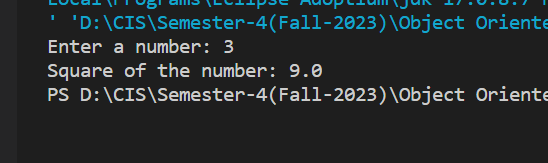 Local\Programs\Eclipse Adoptium\jdk-17.0.8.7-h
' 'D:\CIS\Semester-4(Fall-2023)\Object Oriente
Enter a number: 3
Square of the number: 9.0
PS D:\CIS\Semester-4(Fall-2023)\Object Oriente